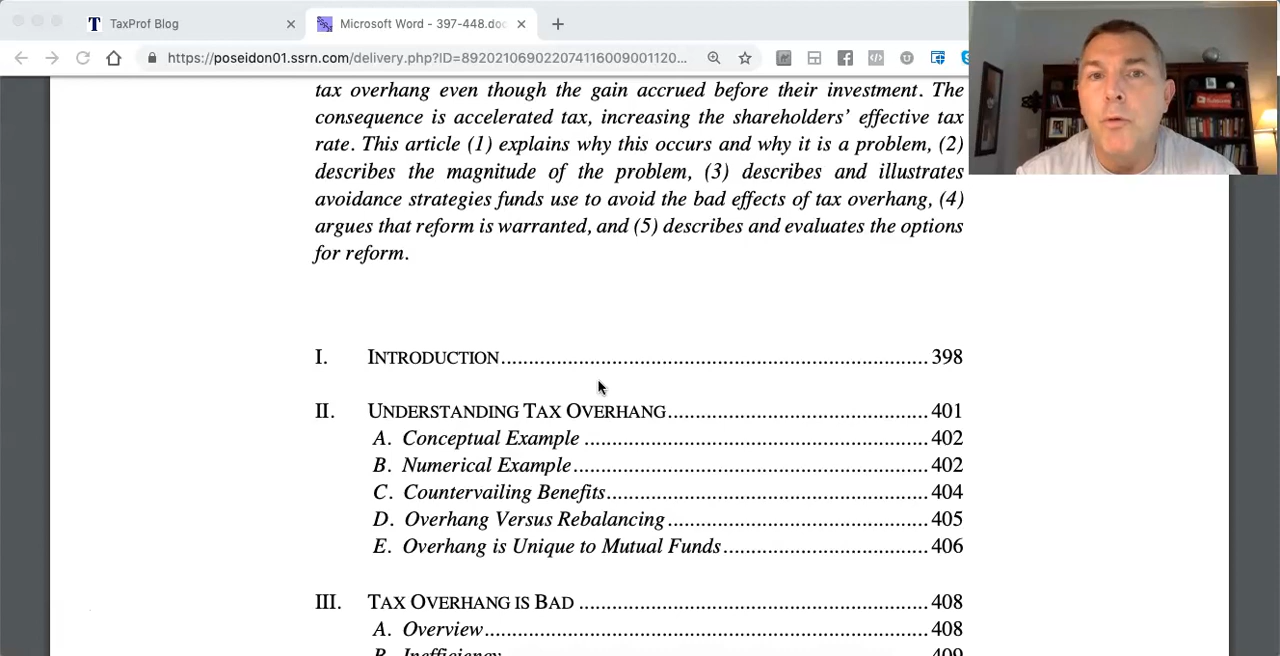 TaxProf Blog
Microsoft Word - 397-448.doc
https://poseidon01.ssrn.com/delivery.php?ID=892021069022074116009001120...
tax overhang even though the gain accrued before their investment. The
consequence is accelerated tax, increasing the shareholders’ effective tax
rate. This article (1) explains why this occurs and why it is a problem, (2)
describes the magnitude of the problem, (3) describes and illustrates
avoidance strategies funds use to avoid the bad effects of tax overhang, (4)
argues that reform is warranted, and (5) describes and evaluates the options
for reform.
I. INTRODUCTION 398
II. UNDERSTANDING TAX OVERHANG 401
A. Conceptual Example 402
B. Numerical Example 402
C. Countervailing Benefits 404
D. Overhang Versus Rebalancing 405
E. Overhang is Unique to Mutual Funds 406
III. TAX OVERHANG IS BAD 408
A. Overview 408
B. Inefficiency 409